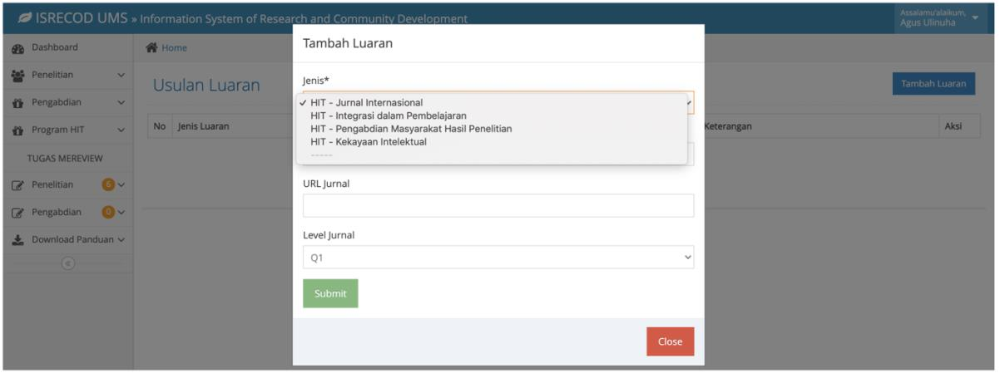 ISRECOD UMS » Information System of Research and Community Development
Assalamu'alaikum,
Agus Ulinuha
Dashboard
Penelitian
Pengabdian
Program HIT
TUGAS MEREVIEW
Penelitian 6
Pengabdian 0
Download Panduan
Home
Usulan Luaran
Tambah Luaran
No Jenis Luaran Keterangan Aksi
Tambah Luaran
Jenis*
✓ HIT - Jurnal Internasional
HIT - Integrasi dalam Pembelajaran
HIT - Pengabdian Masyarakat Hasil Penelitian
HIT - Kekayaan Intelektual
-----
URL Jurnal
Level Jurnal
Q1
Submit
Close